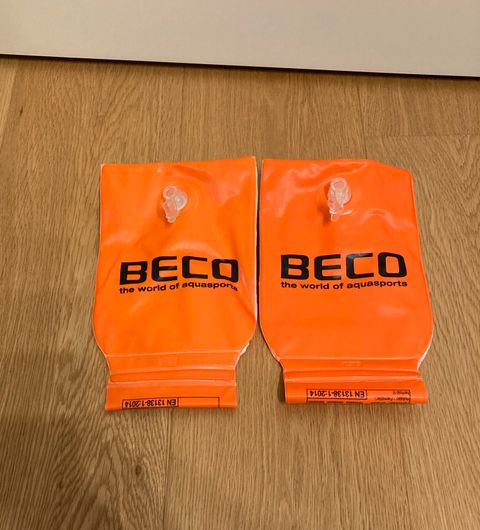 BECO
the world of aquasports
EN 13138-1:2014
BECO
the world of aquasports
EN 13138-1:2014